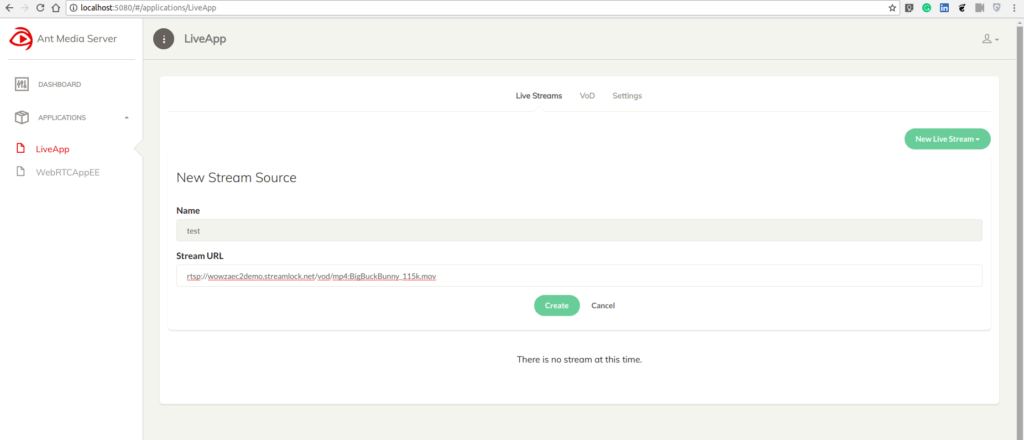 localhost:5080/#/applications/LiveApp
Ant Media Server
LiveApp
DASHBOARD
APPLICATIONS
LiveApp
WebRTCAppEE
Live Streams VoD Settings
New Live Stream
New Stream Source
Name
test
Stream URL
rtsp://wowzaec2demo.streamlock.net/vod/mp4:BigBuckBunny_115k.mov
Create Cancel
There is no stream at this time.